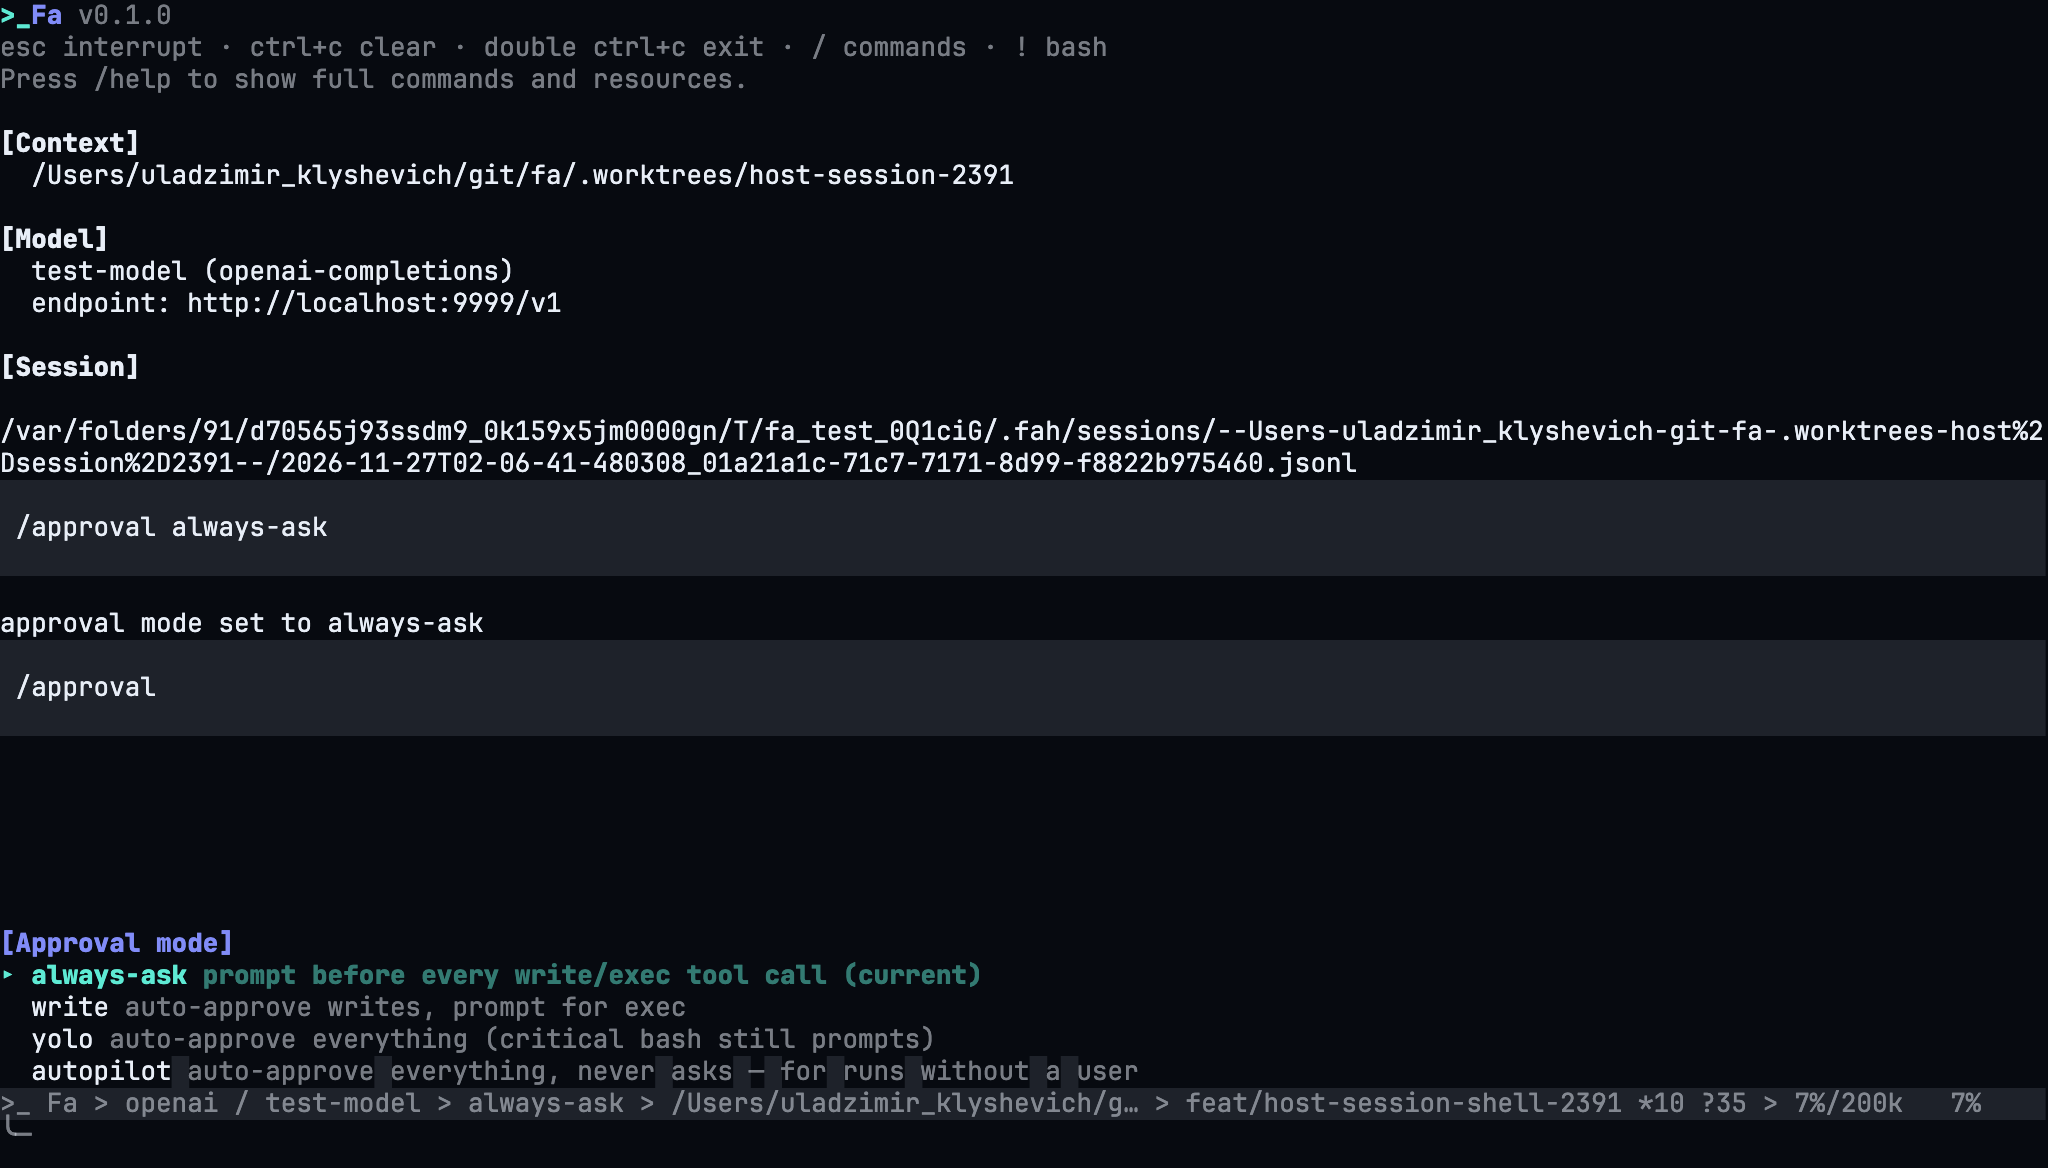 >_Fa v0.1.0
esc interrupt · ctrl+c clear · double ctrl+c exit · / commands · ! bash
Press /help to show full commands and resources.
[Context]
/Users/uladzimir_klyshevich/git/fa/.worktrees/host-session-2391
[Model]
test-model (openai-completions)
endpoint: http://localhost:9999/v1
[Session]
/var/folders/91/d70565j93ssdm9_0k159x5jm0000gn/T/fa_test_0Q1ciG/.fah/sessions/--Users-uladzimir_klyshevich-git-fa-.worktrees-host%2
Dsession%2D2391--/2026-11-27T02-06-41-480308_01a21a1c-71c7-7171-8d99-f8822b975460.jsonl
/approval always-ask
approval mode set to always-ask
/approval
[Approval mode]
▸ always-ask prompt before every write/exec tool call (current)
write auto-approve writes, prompt for exec
yolo auto-approve everything (critical bash still prompts)
autopilot auto-approve everything, never asks — for runs without a user
>_ Fa > openai / test-model > always-ask > /Users/uladzimir_klyshevich/g… > feat/host-session-shell-2391 *10 ?35 > 7%/200k 7%